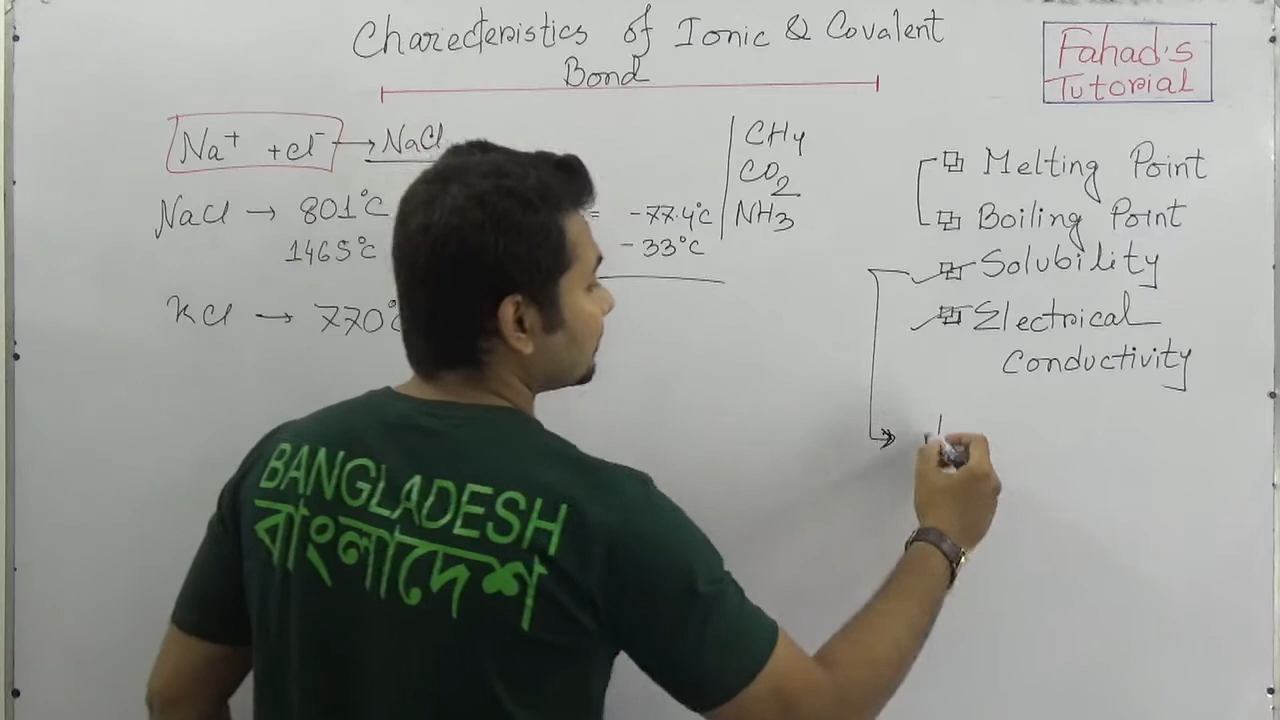 Charecteristics of Ionic & Covalent
Bond
Fahad's
Tutorial
Na⁺ + cl⁻ → NaCl
NaCl → 801°C
1465°C
KCl → 770°
= -77.4°C
-33°C
CH4
CO2
NH3
Melting Point
Boiling Point
Solubility
Electrical
Conductivity
BANGLADESH
বাংলাদেশ